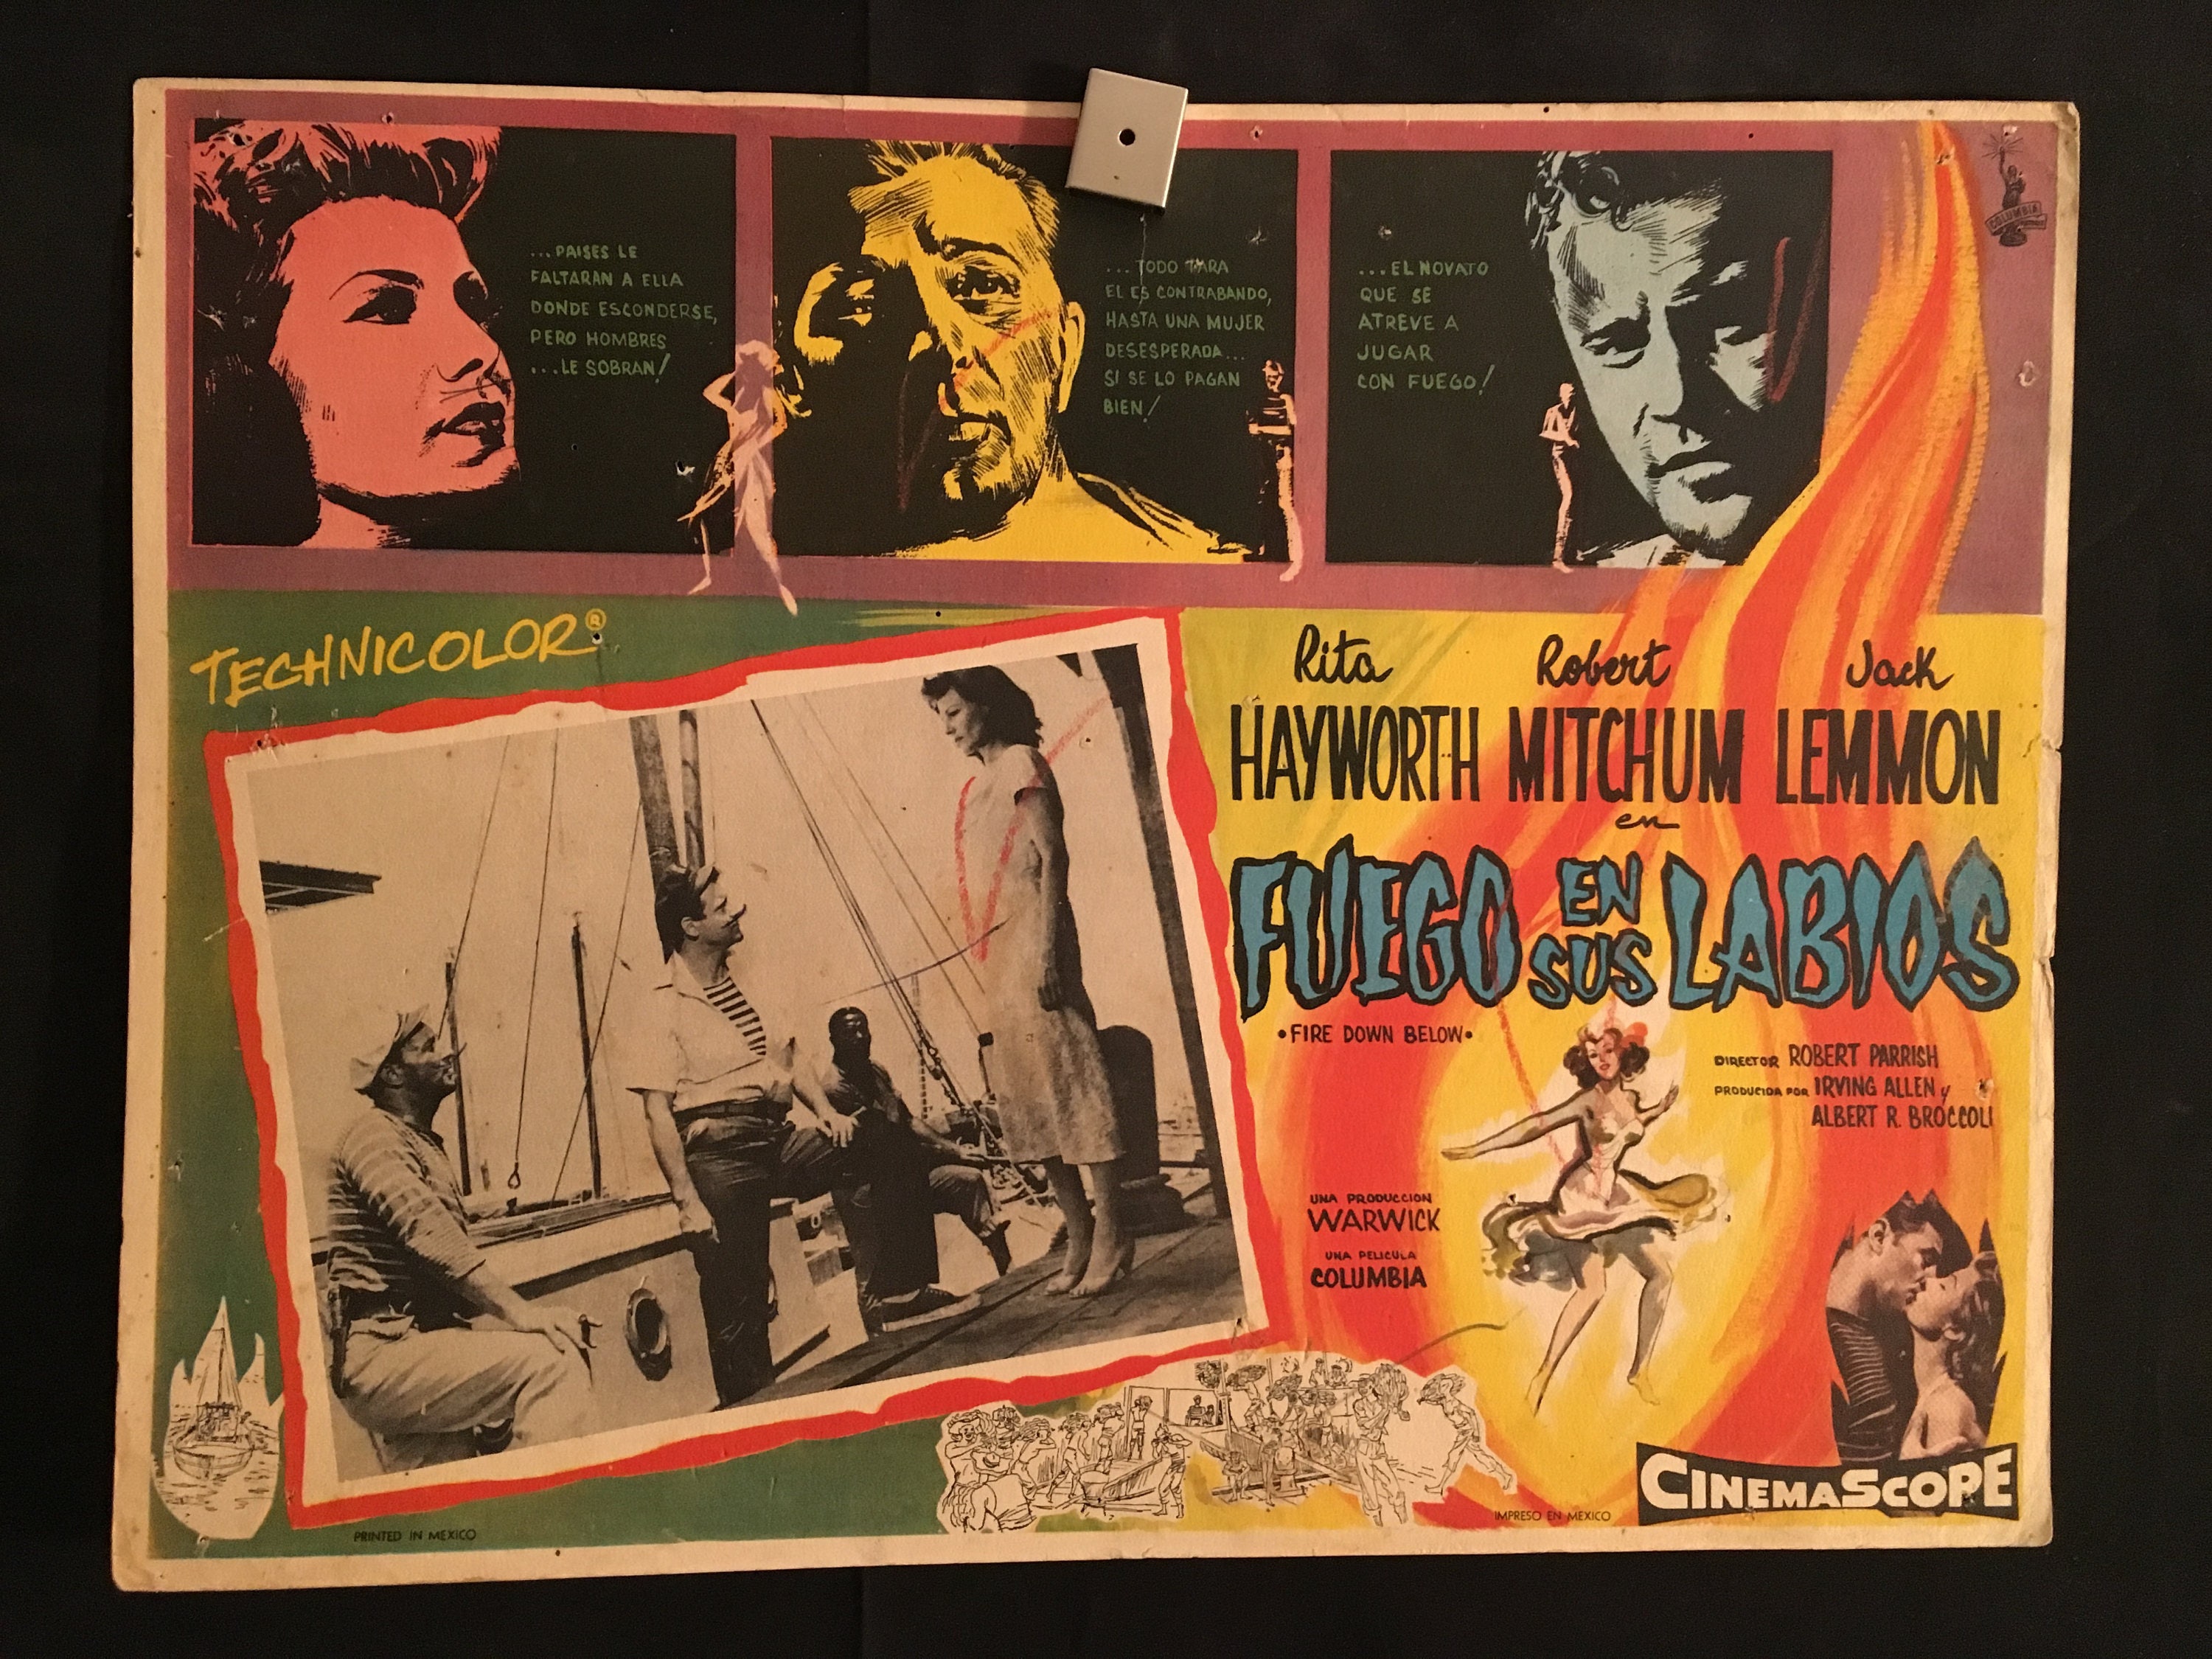 ...PAISES LE
FALTARAN A ELLA
DONDE ESCONDERSE,
PERO HOMBRES
...LE SOBRAN!
...TODO PARA
EL ES CONTRABANDO,
HASTA UNA MUJER
DESESPERADA...
SI SE LO PAGAN
BIEN!
...EL NOVATO
QUE SE
ATREVE A
JUGAR
CON FUEGO!
COLUMBIA
TECHNICOLOR®
Rita Robert Jack
HAYWORTH MITCHUM LEMMON
en
FUEGO EN SUS LABIOS
•FIRE DOWN BELOW•
DIRECTOR ROBERT PARRISH
PRODUCIDA POR IRVING ALLEN y
ALBERT R. BROCCOLI
UNA PRODUCCION
WARWICK
UNA PELICULA
COLUMBIA
CINEMASCOPE
PRINTED IN MEXICO
IMPRESO EN MEXICO